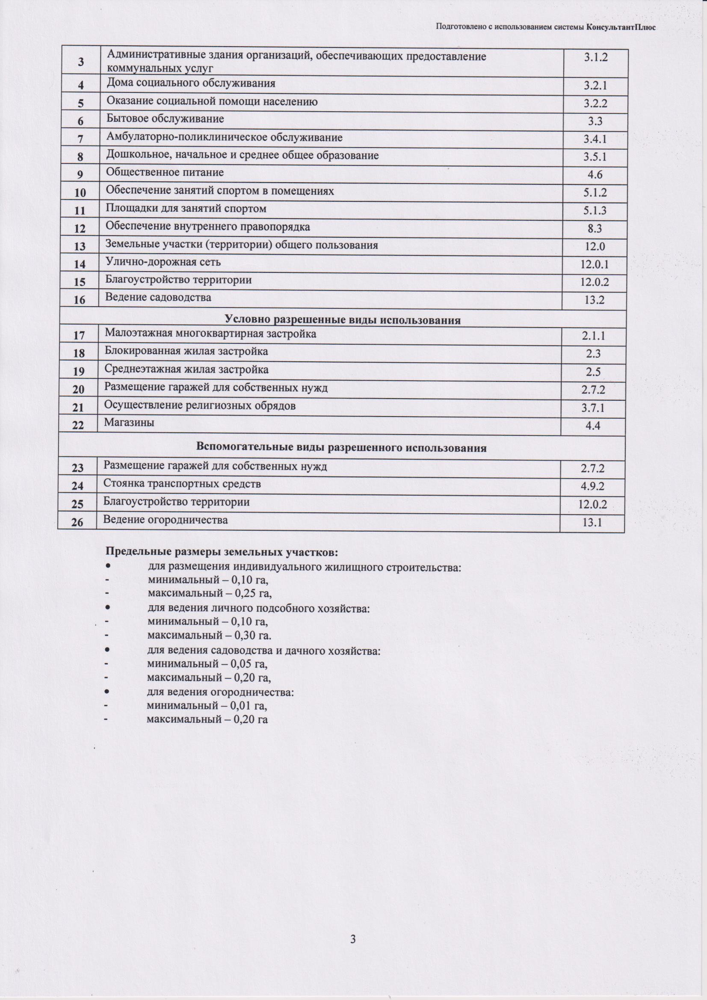 Подготовлено с использованием системы КонсультантПлюс
3 Административные здания организаций, обеспечивающих предоставление 3.1.2
коммунальных услуг
4 Дома социального обслуживания 3.2.1
5 Оказание социальной помощи населению 3.2.2
6 Бытовое обслуживание 3.3
7 Амбулаторно-поликлиническое обслуживание 3.4.1
8 Дошкольное, начальное и среднее общее образование 3.5.1
9 Общественное питание 4.6
10 Обеспечение занятий спортом в помещениях 5.1.2
11 Площадки для занятий спортом 5.1.3
12 Обеспечение внутреннего правопорядка 8.3
13 Земельные участки (территории) общего пользования 12.0
14 Улично-дорожная сеть 12.0.1
15 Благоустройство территории 12.0.2
16 Ведение садоводства 13.2
Условно разрешенные виды использования
17 Малоэтажная многоквартирная застройка 2.1.1
18 Блокированная жилая застройка 2.3
19 Среднеэтажная жилая застройка 2.5
20 Размещение гаражей для собственных нужд 2.7.2
21 Осуществление религиозных обрядов 3.7.1
22 Магазины 4.4
Вспомогательные виды разрешенного использования
23 Размещение гаражей для собственных нужд 2.7.2
24 Стоянка транспортных средств 4.9.2
25 Благоустройство территории 12.0.2
26 Ведение огородничества 13.1
Предельные размеры земельных участков:
• для размещения индивидуального жилищного строительства:
- минимальный – 0,10 га,
- максимальный – 0,25 га,
• для ведения личного подсобного хозяйства:
- минимальный – 0,10 га,
- максимальный – 0,30 га.
• для ведения садоводства и дачного хозяйства:
- минимальный – 0,05 га,
- максимальный – 0,20 га,
• для ведения огородничества:
- минимальный – 0,01 га,
- максимальный – 0,20 га
3